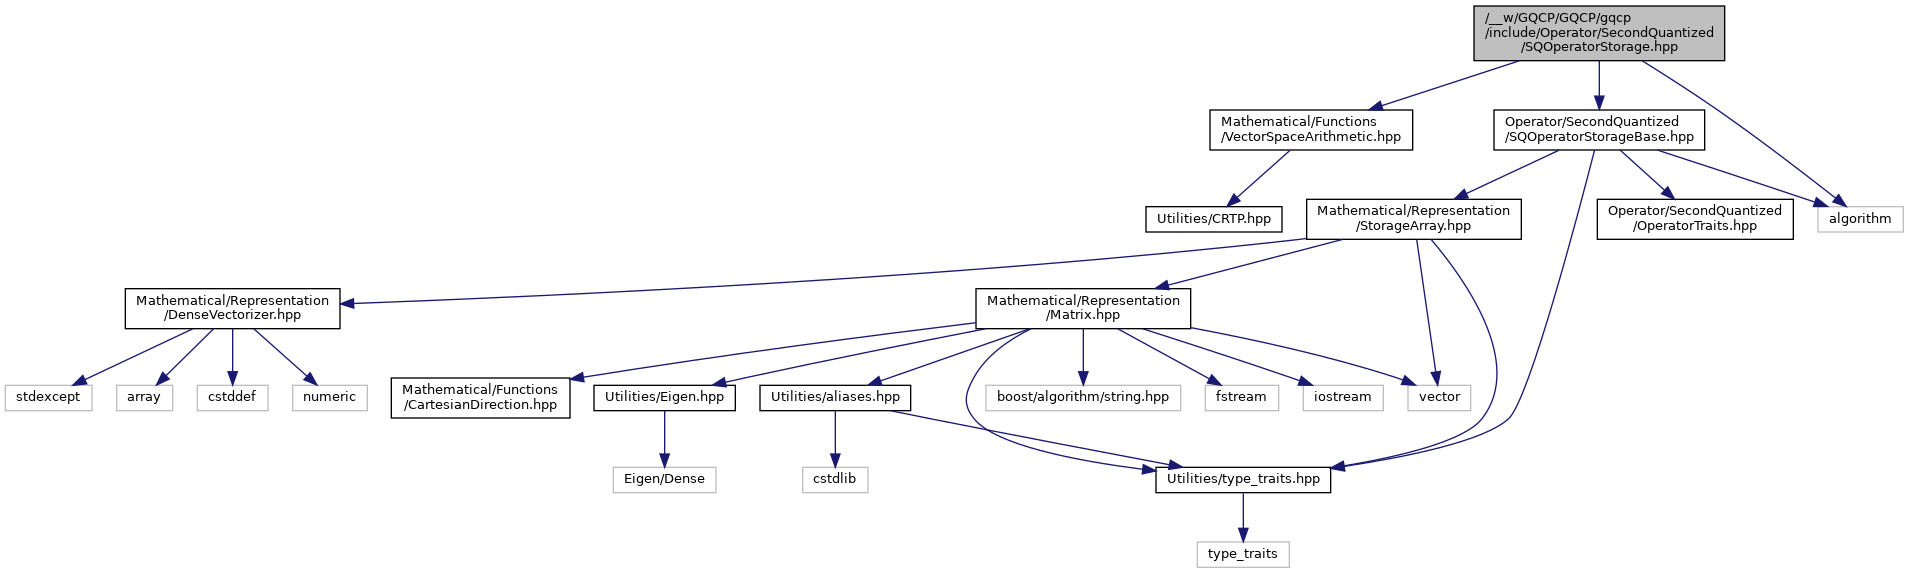 /__w/GQCP/GQCP/gqcp
/include/Operator/SecondQuantized
/SQOperatorStorage.hpp
Mathematical/Functions
/VectorSpaceArithmetic.hpp
Operator/SecondQuantized
/SQOperatorStorageBase.hpp
Utilities/CRTP.hpp
Mathematical/Representation
/StorageArray.hpp
Operator/SecondQuantized
/OperatorTraits.hpp
algorithm
Mathematical/Representation
/DenseVectorizer.hpp
Mathematical/Representation
/Matrix.hpp
stdexcept
array
cstddef
numeric
Mathematical/Functions
/CartesianDirection.hpp
Utilities/Eigen.hpp
Utilities/aliases.hpp
boost/algorithm/string.hpp
fstream
iostream
vector
Eigen/Dense
cstdlib
Utilities/type_traits.hpp
type_traits